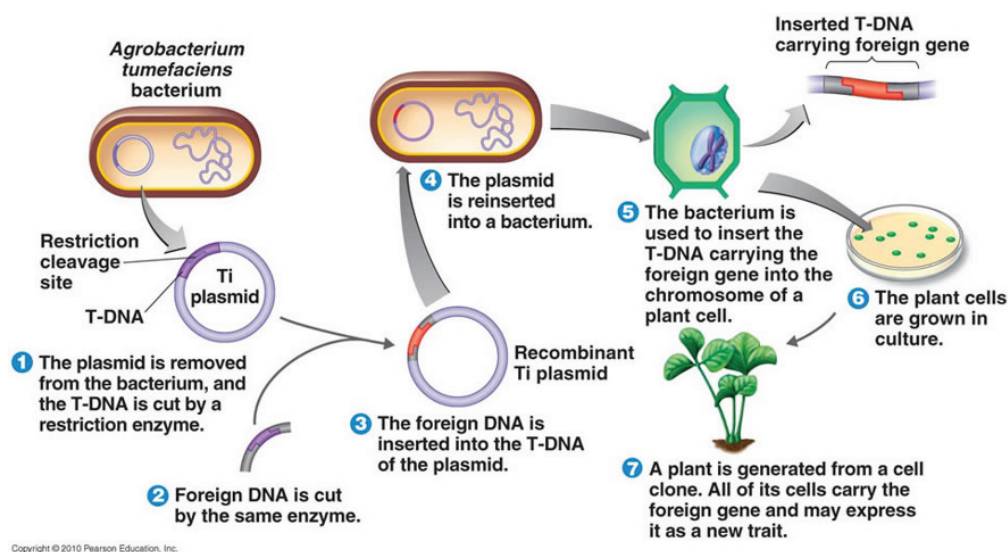 Agrobacterium
tumefaciens
bacterium
Restriction
cleavage
site
T-DNA
Ti
plasmid
1 The plasmid is removed
from the bacterium, and
the T-DNA is cut by a
restriction enzyme.
2 Foreign DNA is cut
by the same enzyme.
3 The foreign DNA is
inserted into the T-DNA
of the plasmid.
Recombinant
Ti plasmid
4 The plasmid
is reinserted
into a bacterium.
5 The bacterium is
used to insert the
T-DNA carrying the
foreign gene into the
chromosome of a
plant cell.
Inserted T-DNA
carrying foreign gene
6 The plant cells
are grown in
culture.
7 A plant is generated from a cell
clone. All of its cells carry the
foreign gene and may express
it as a new trait.
Copyright © 2010 Pearson Education, Inc.